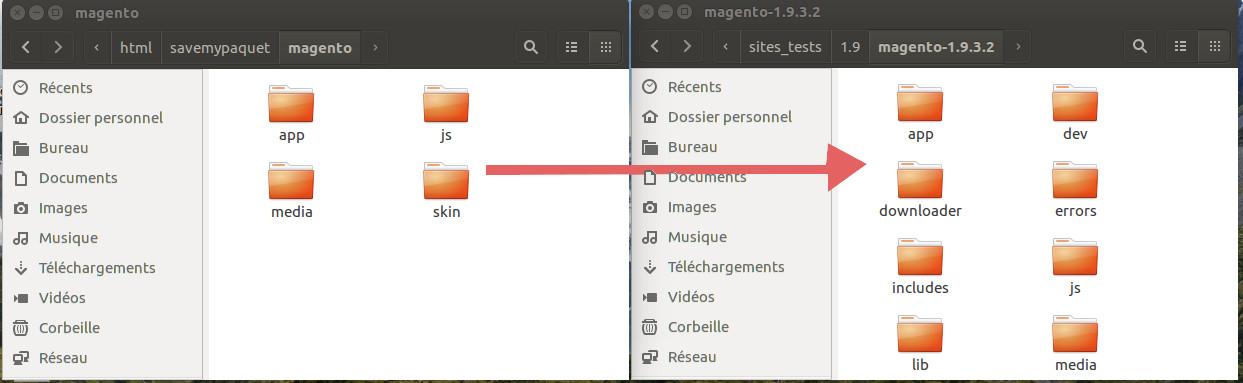 magento
html savemypaquet magento
Récents
Dossier personnel
Bureau
Documents
Images
Musique
Téléchargements
Vidéos
Corbeille
Réseau
app js
media skin
magento-1.9.3.2
sites_tests 1.9 magento-1.9.3.2
Récents
Dossier personnel
Bureau
Documents
Images
Musique
Téléchargements
Vidéos
Corbeille
Réseau
app dev
downloader errors
includes js
lib media